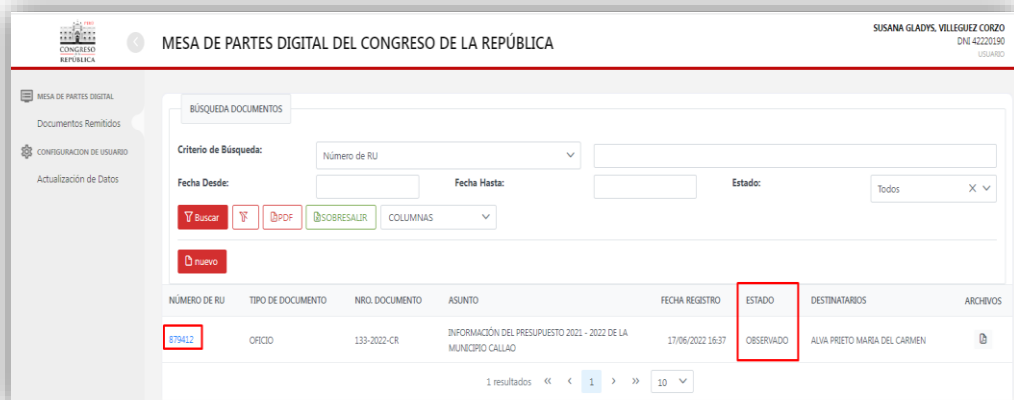 CONGRESO
REPÚBLICA
MESA DE PARTES DIGITAL DEL CONGRESO DE LA REPÚBLICA
SUSANA GLADYS, VILLEGUEZ CORZO
DNI 42220190
USUARIO
MESA DE PARTES DIGITAL
Documentos Remitidos
CONFIGURACION DE USUARIO
Actualización de Datos
BÚSQUEDA DOCUMENTOS
Criterio de Búsqueda:
Número de RU
Fecha Desde:
Fecha Hasta:
Estado:
Todos
Buscar
PDF
SOBRESALIR
COLUMNAS
nuevo
NÚMERO DE RU TIPO DE DOCUMENTO NRO. DOCUMENTO ASUNTO FECHA REGISTRO ESTADO DESTINATARIOS ARCHIVOS
879412 OFICIO 133-2022-CR INFORMACIÓN DEL PRESUPUESTO 2021 - 2022 DE LA MUNICIPIO CALLAO 17/06/2022 16:37 OBSERVADO ALVA PRIETO MARIA DEL CARMEN
1 resultados « ‹ 1 › » 10